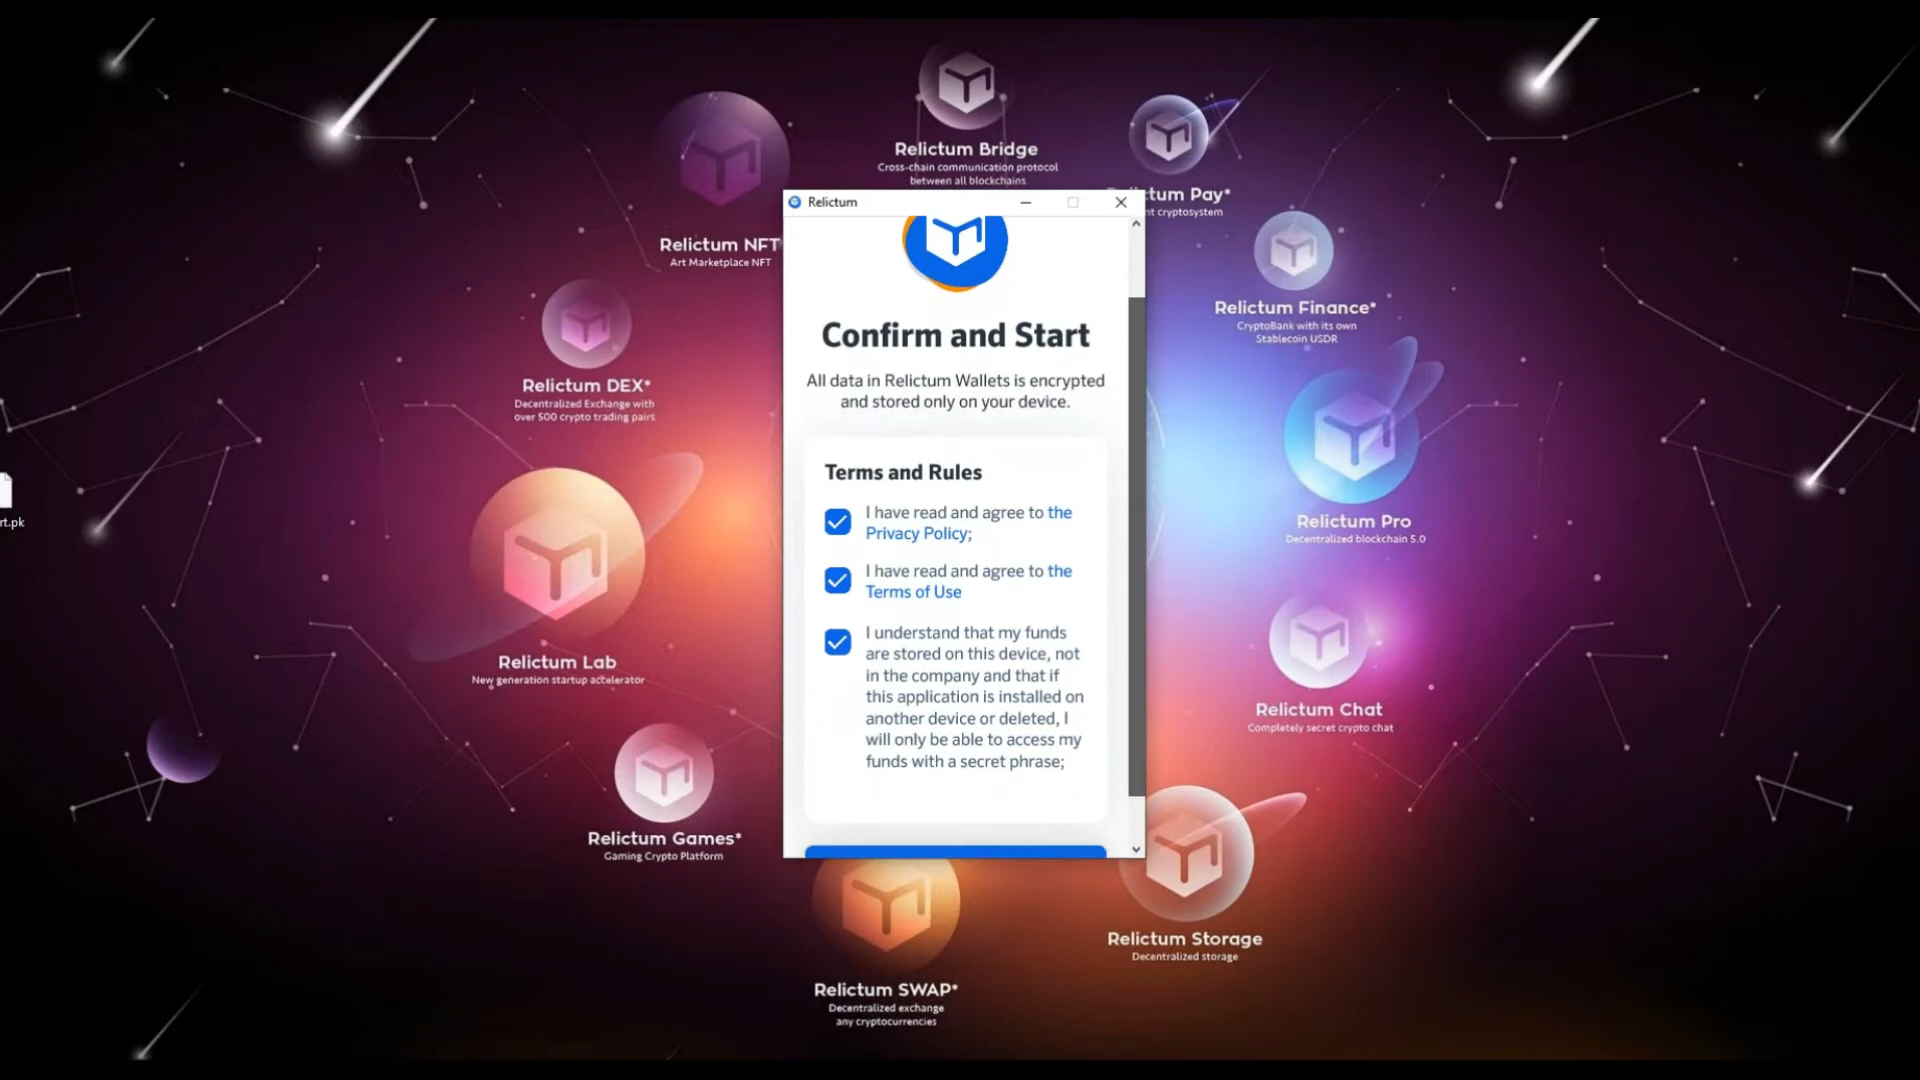 Relictum Bridge
Cross-chain communication protocol
between all blockchains
tum Pay*
nt cryptosystem
Relictum NFT
Art Marketplace NFT
Relictum Finance*
CryptoBank with its own
Stablecoin USDR
Relictum DEX*
Decentralized Exchange with
over 500 crypto trading pairs
Relictum
Confirm and Start
All data in Relictum Wallets is encrypted
and stored only on your device.
Terms and Rules
I have read and agree to the
Privacy Policy;
I have read and agree to the
Terms of Use
I understand that my funds
are stored on this device, not
in the company and that if
this application is installed on
another device or deleted, I
will only be able to access my
funds with a secret phrase;
rt.pk
Relictum Pro
Decentralized blockchain 5.0
Relictum Lab
New generation startup accelerator
Relictum Chat
Completely secret crypto chat
Relictum Games*
Gaming Crypto Platform
Relictum Storage
Decentralized storage
Relictum SWAP*
Decentralized exchange
any cryptocurrencies